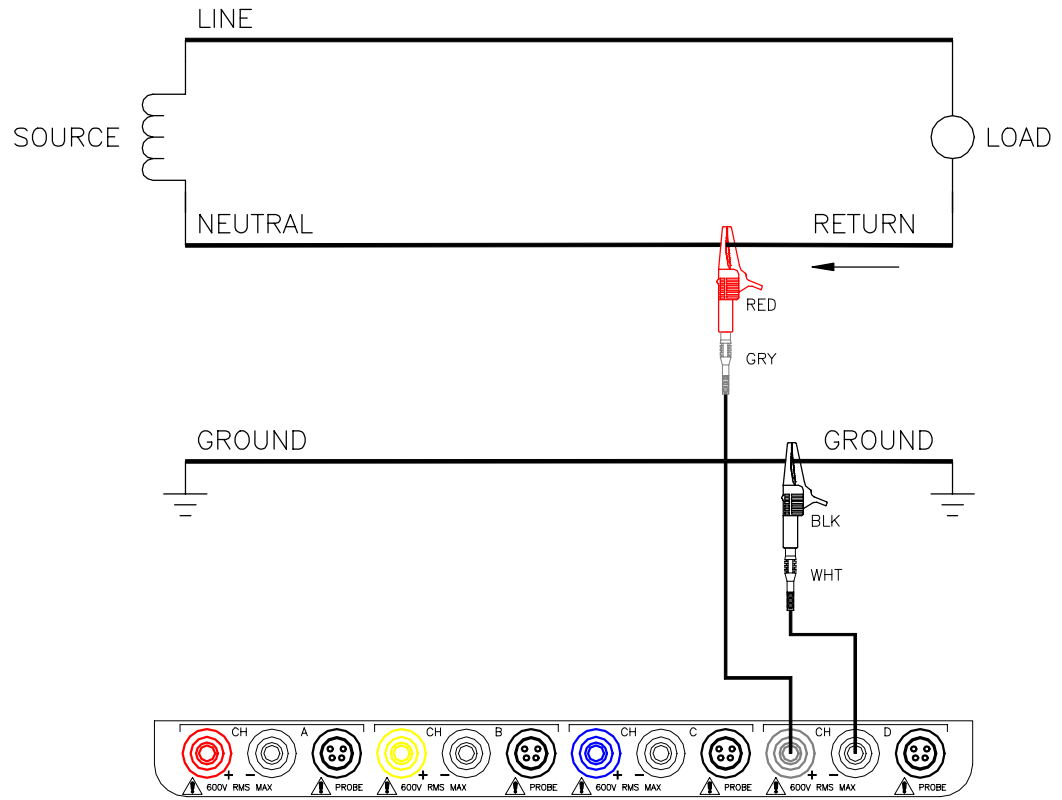 LINE
SOURCE
LOAD
NEUTRAL RETURN
RED
GRY
GROUND GROUND
BLK
WHT
CH A CH B CH C CH D
+ − + − + − + −
600V RMS MAX PROBE 600V RMS MAX PROBE 600V RMS MAX PROBE 600V RMS MAX PROBE